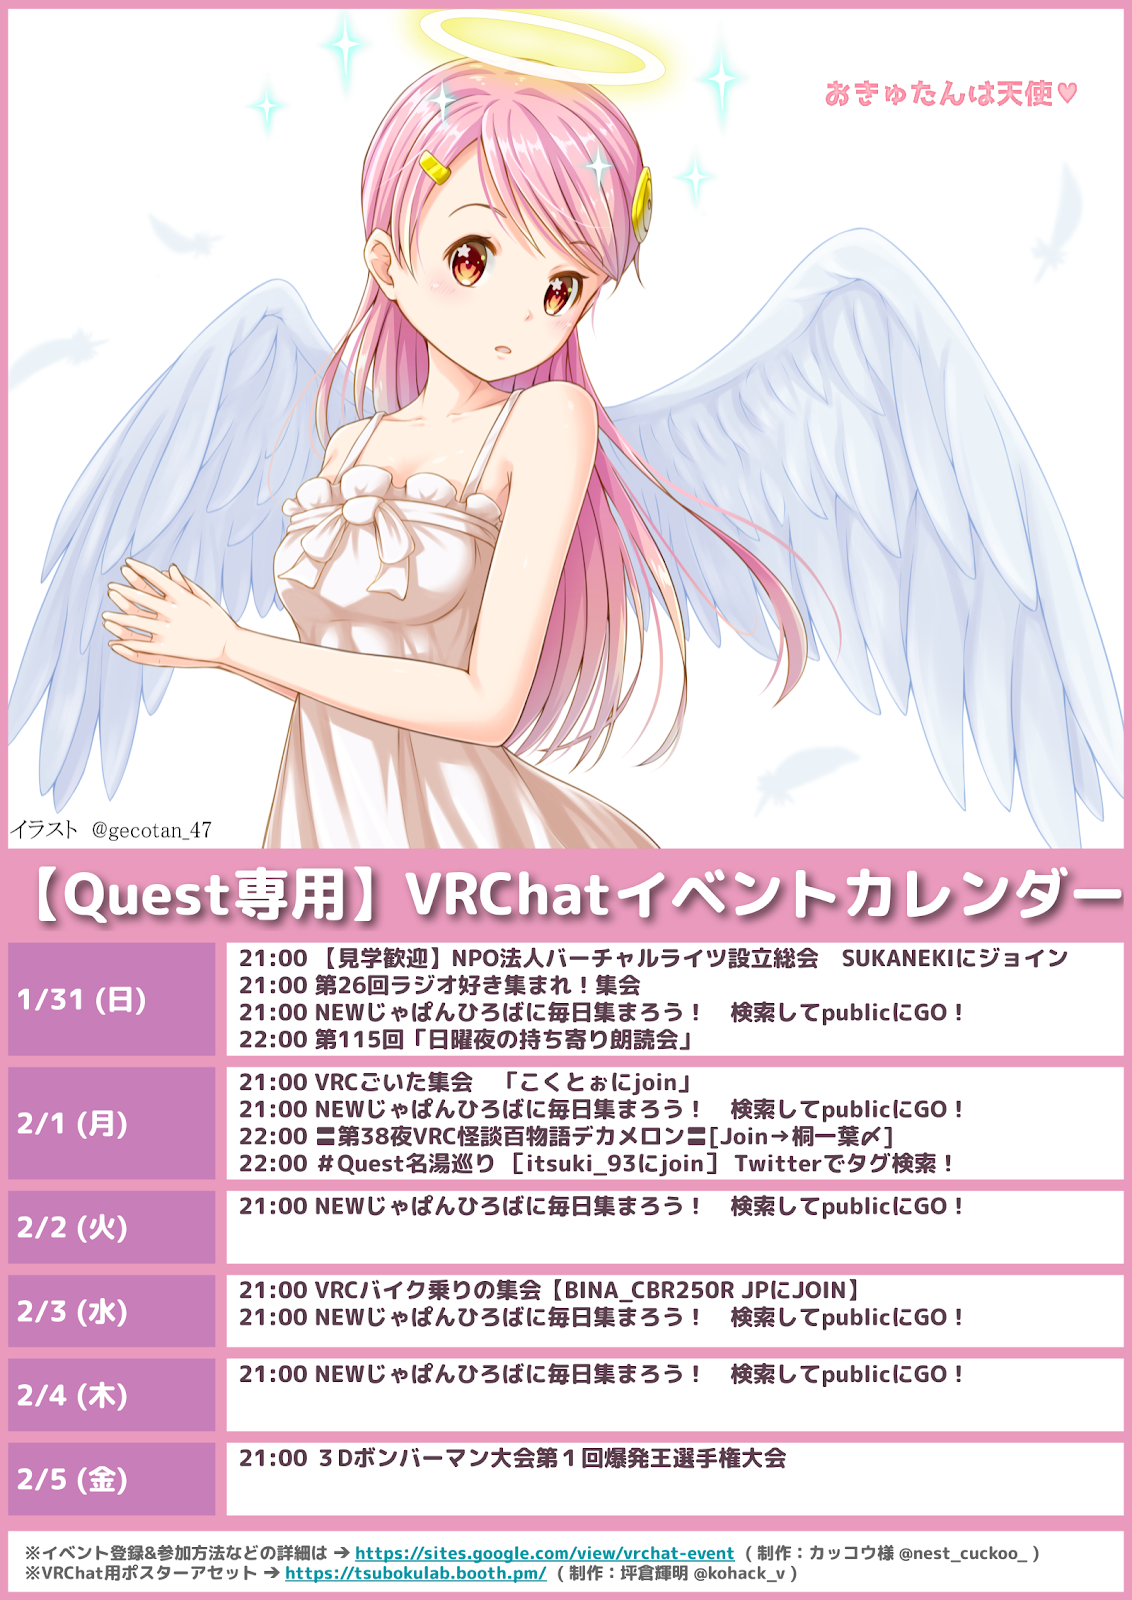 おきゅたんは天使♥
イラスト @gecotan_47
【Quest専用】VRChatイベントカレンダー
1/31 (日)
21:00 【見学歓迎】NPO法人バーチャルライツ設立総会　SUKANEKIにジョイン
21:00 第26回ラジオ好き集まれ！集会
21:00 NEWじゃぱんひろばに毎日集まろう！　検索してpublicにGO！
22:00 第115回「日曜夜の持ち寄り朗読会」
2/1 (月)
21:00 VRCごいた集会　「こくとぉにjoin」
21:00 NEWじゃぱんひろばに毎日集まろう！　検索してpublicにGO！
22:00 〓第38夜VRC怪談百物語デカメロン〓[Join→桐一葉〆]
22:00 ＃Quest名湯巡り ［itsuki_93にjoin］ Twitterでタグ検索！
2/2 (火)
21:00 NEWじゃぱんひろばに毎日集まろう！　検索してpublicにGO！
2/3 (水)
21:00 VRCバイク乗りの集会【BINA_CBR250R JPにJOIN】
21:00 NEWじゃぱんひろばに毎日集まろう！　検索してpublicにGO！
2/4 (木)
21:00 NEWじゃぱんひろばに毎日集まろう！　検索してpublicにGO！
2/5 (金)
21:00 ３Dボンバーマン大会第１回爆発王選手権大会
※イベント登録&参加方法などの詳細は ➔ https://sites.google.com/view/vrchat-event （制作：カッコウ様 @nest_cuckoo_ ）
※VRChat用ポスターアセット ➔ https://tsubokulab.booth.pm/ （制作：坪倉輝明 @kohack_v ）